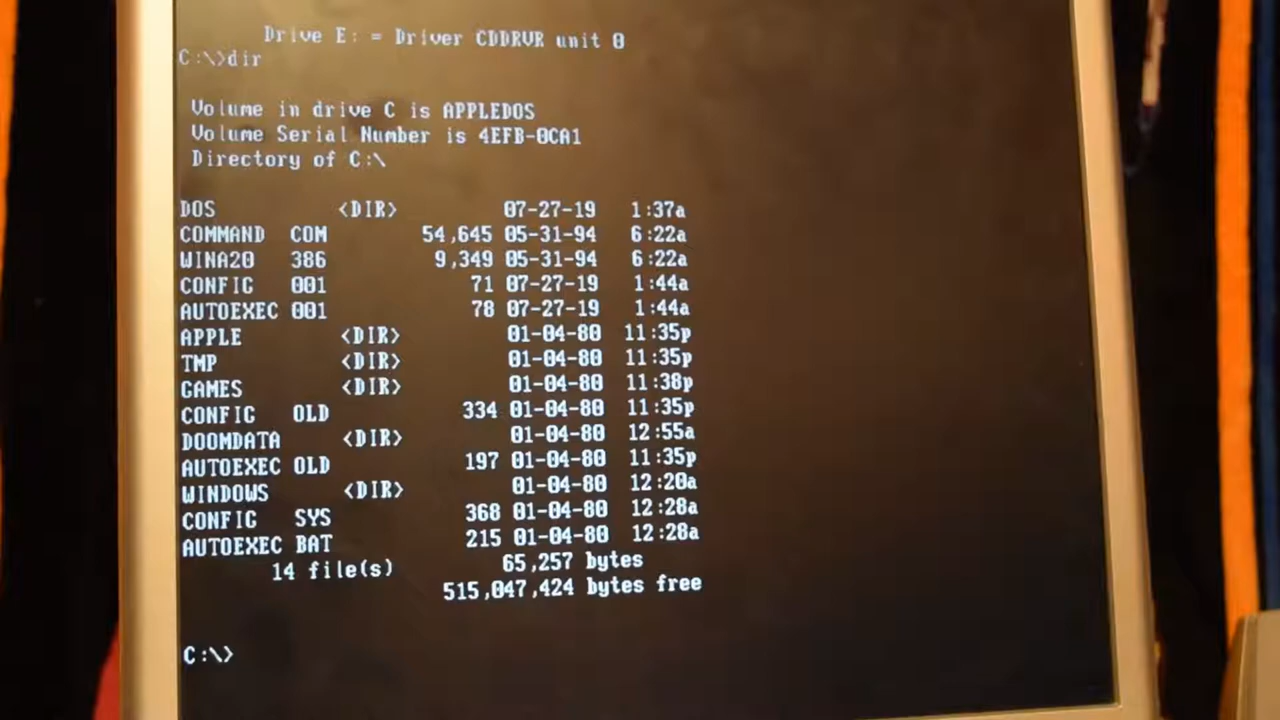 Drive E: = Driver CDDRVR unit 0
C:\>dir
Volume in drive C is APPLEDOS
Volume Serial Number is 4EFB-0CA1
Directory of C:\
DOS <DIR> 07-27-19 1:37a
COMMAND COM 54,645 05-31-94 6:22a
WINA20 386 9,349 05-31-94 6:22a
CONFIG 001 71 07-27-19 1:44a
AUTOEXEC 001 78 07-27-19 1:44a
APPLE <DIR> 01-04-80 11:35p
TMP <DIR> 01-04-80 11:35p
GAMES <DIR> 01-04-80 11:38p
CONFIG OLD 334 01-04-80 11:35p
DOOMDATA <DIR> 01-04-80 12:55a
AUTOEXEC OLD 197 01-04-80 11:35p
WINDOWS <DIR> 01-04-80 12:20a
CONFIG SYS 368 01-04-80 12:28a
AUTOEXEC BAT 215 01-04-80 12:28a
14 file(s) 65,257 bytes
515,047,424 bytes free
C:\>